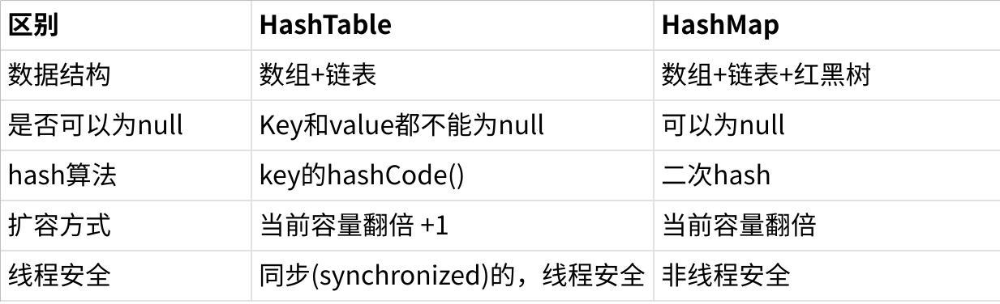 区别 HashTable HashMap
数据结构 数组+链表 数组+链表+红黑树
是否可以为null Key和value都不能为null 可以为null
hash算法 key的hashCode() 二次hash
扩容方式 当前容量翻倍 +1 当前容量翻倍
线程安全 同步(synchronized)的，线程安全 非线程安全